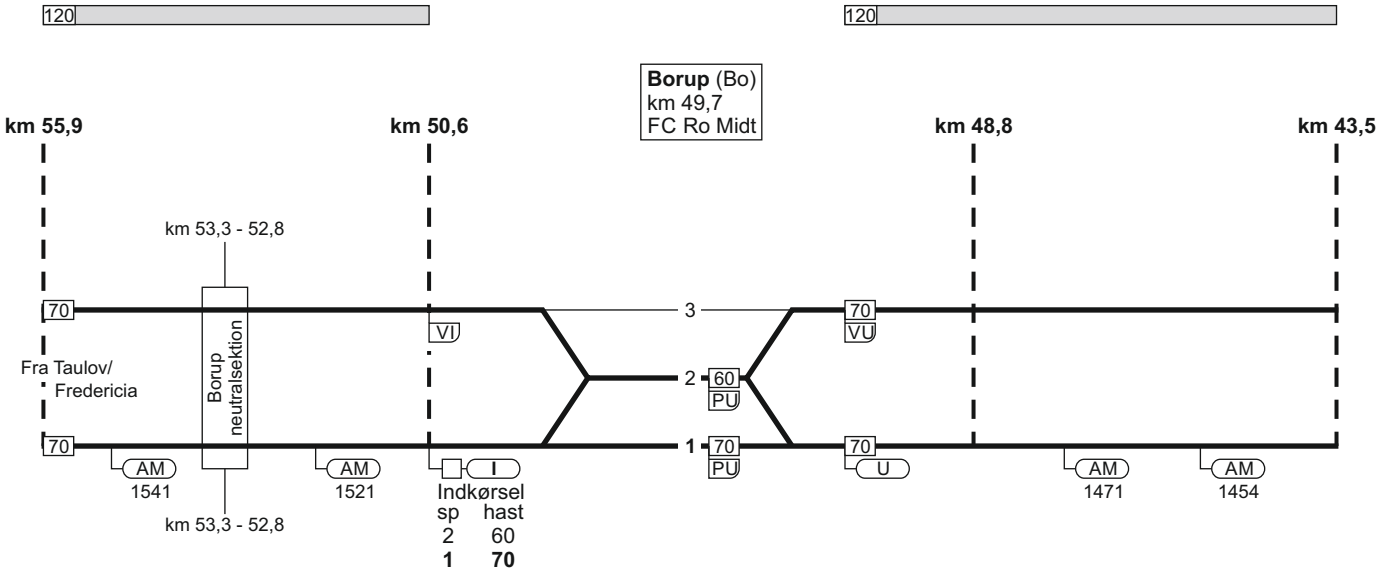 120
120
Borup (Bo)
km 49,7
FC Ro Midt
km 55,9
km 50,6
km 48,8
km 43,5
km 53,3 - 52,8
70
3
70
VI
VU
Borup
neutralsektion
Fra Taulov/
Fredericia
2
60
PU
70
1
70
70
AM
AM
I
PU
U
AM
AM
1541
1521
1471
1454
Indkørsel
sp hast
2 60
1 70
km 53,3 - 52,8